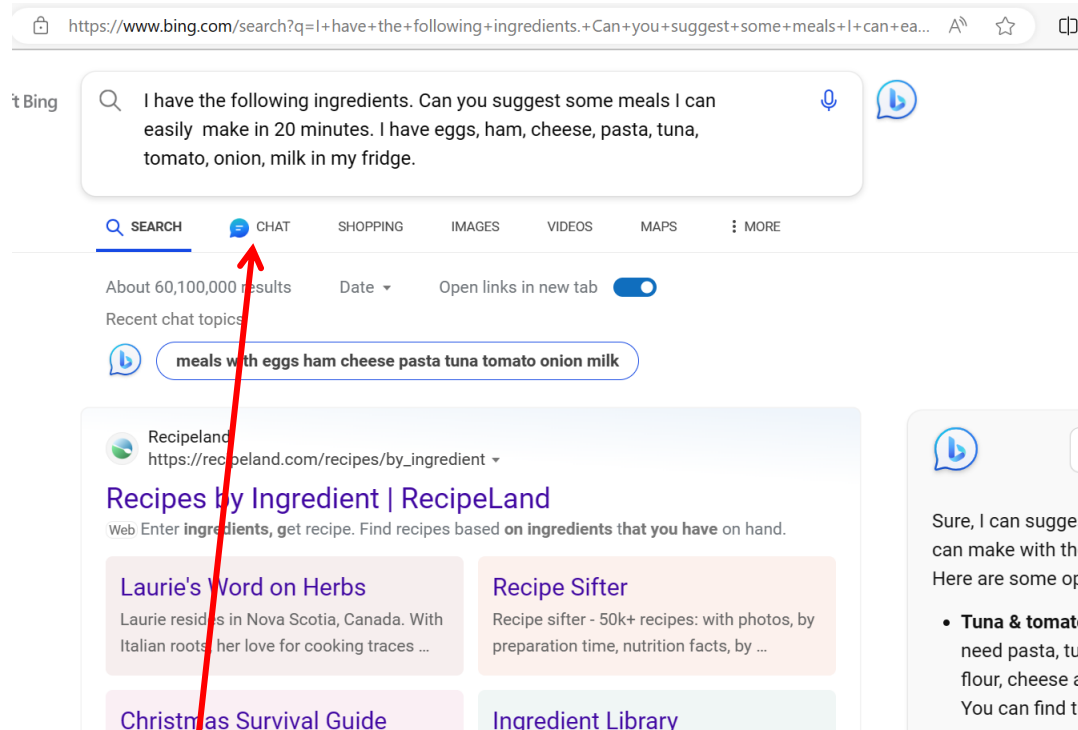 https://www.bing.com/search?q=I+have+the+following+ingredients.+Can+you+suggest+some+meals+I+can+ea...
t Bing
I have the following ingredients. Can you suggest some meals I can
easily make in 20 minutes. I have eggs, ham, cheese, pasta, tuna,
tomato, onion, milk in my fridge.
SEARCH CHAT SHOPPING IMAGES VIDEOS MAPS MORE
About 60,100,000 results Date Open links in new tab
Recent chat topics
meals with eggs ham cheese pasta tuna tomato onion milk
Recipeland
https://recipeland.com/recipes/by_ingredient
Recipes by Ingredient | RecipeLand
Web Enter ingredients, get recipe. Find recipes based on ingredients that you have on hand.
Laurie's Word on Herbs
Laurie resides in Nova Scotia, Canada. With
Italian roots, her love for cooking traces ...
Recipe Sifter
Recipe sifter - 50k+ recipes: with photos, by
preparation time, nutrition facts, by ...
Christmas Survival Guide
Ingredient Library
Sure, I can sugge
can make with th
Here are some op
• Tuna & tomat
need pasta, tu
flour, cheese a
You can find t